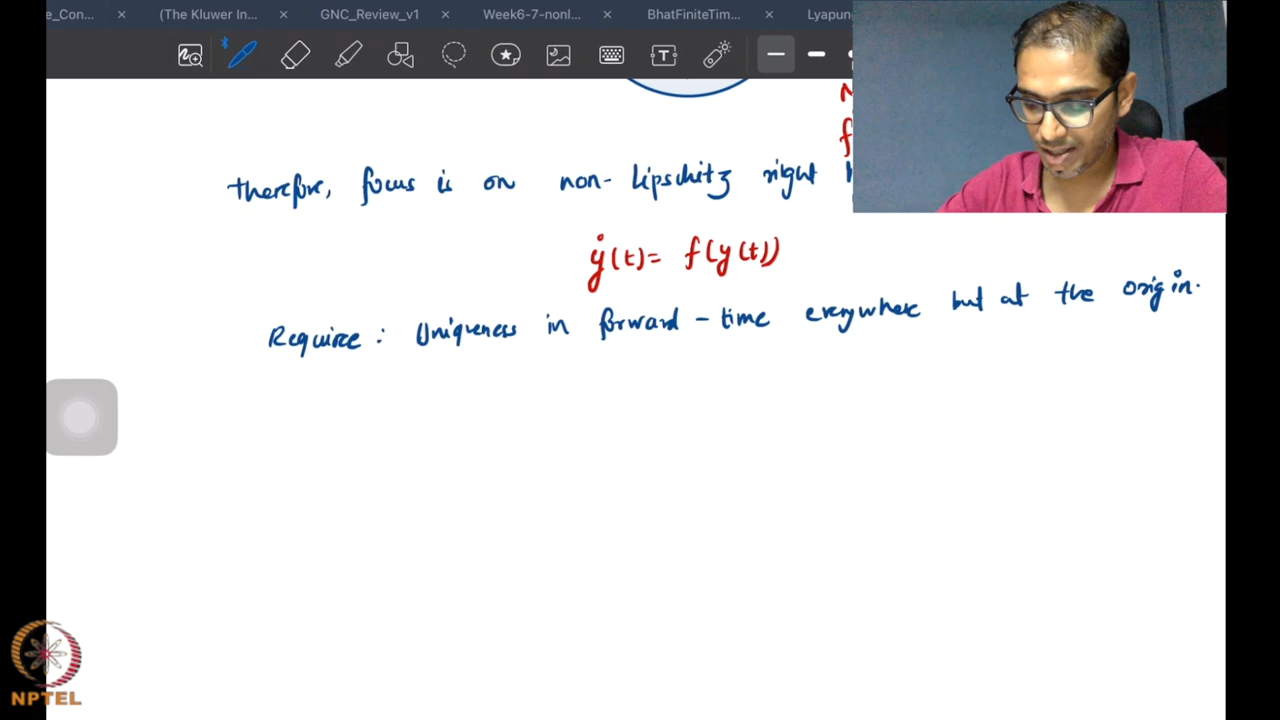 e_Con...
(The Kluwer In...
GNC_Review_v1
Week6-7-nonl...
BhatFiniteTim...
Lyapun
T
f
therefore, focus is on non-Lipschitz right
ẏ(t)= f(y(t))
Require: Uniqueness in forward-time everywhere but at the origin.
NPTEL